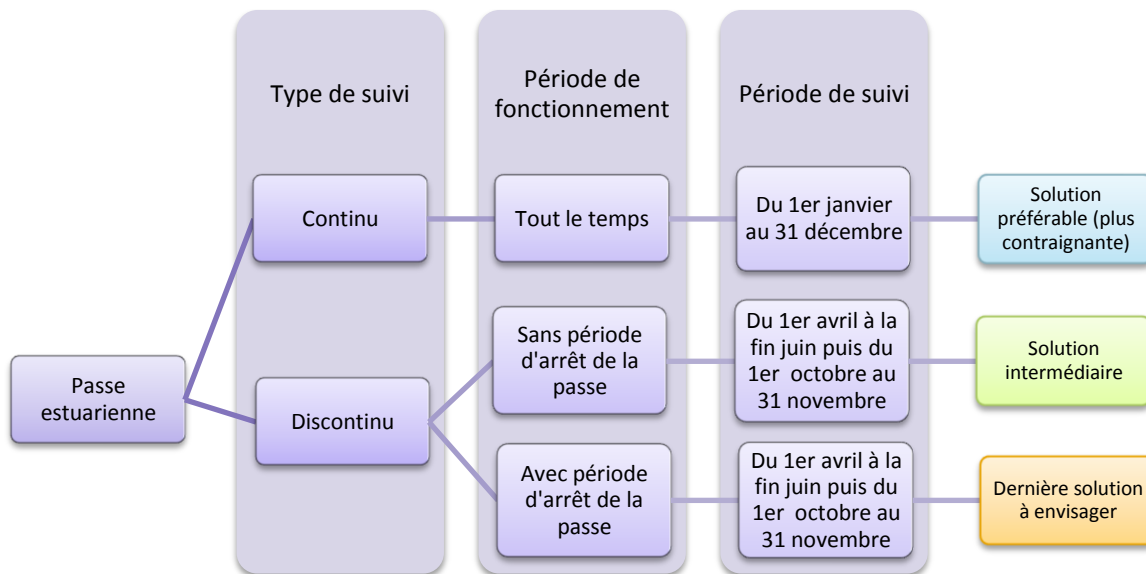 Type de suivi
Période de
fonctionnement
Période de suivi
Passe
estuarienne
Continu
Tout le temps
Du 1er janvier
au 31 décembre
Solution
préférable (plus
contraignante)
Discontinu
Sans période
d'arrêt de la
passe
Du 1er avril à la
fin juin puis du
1er octobre au
31 novembre
Solution
intermédiaire
Avec période
d'arrêt de la
passe
Du 1er avril à la
fin juin puis du
1er octobre au
31 novembre
Dernière solution
à envisager